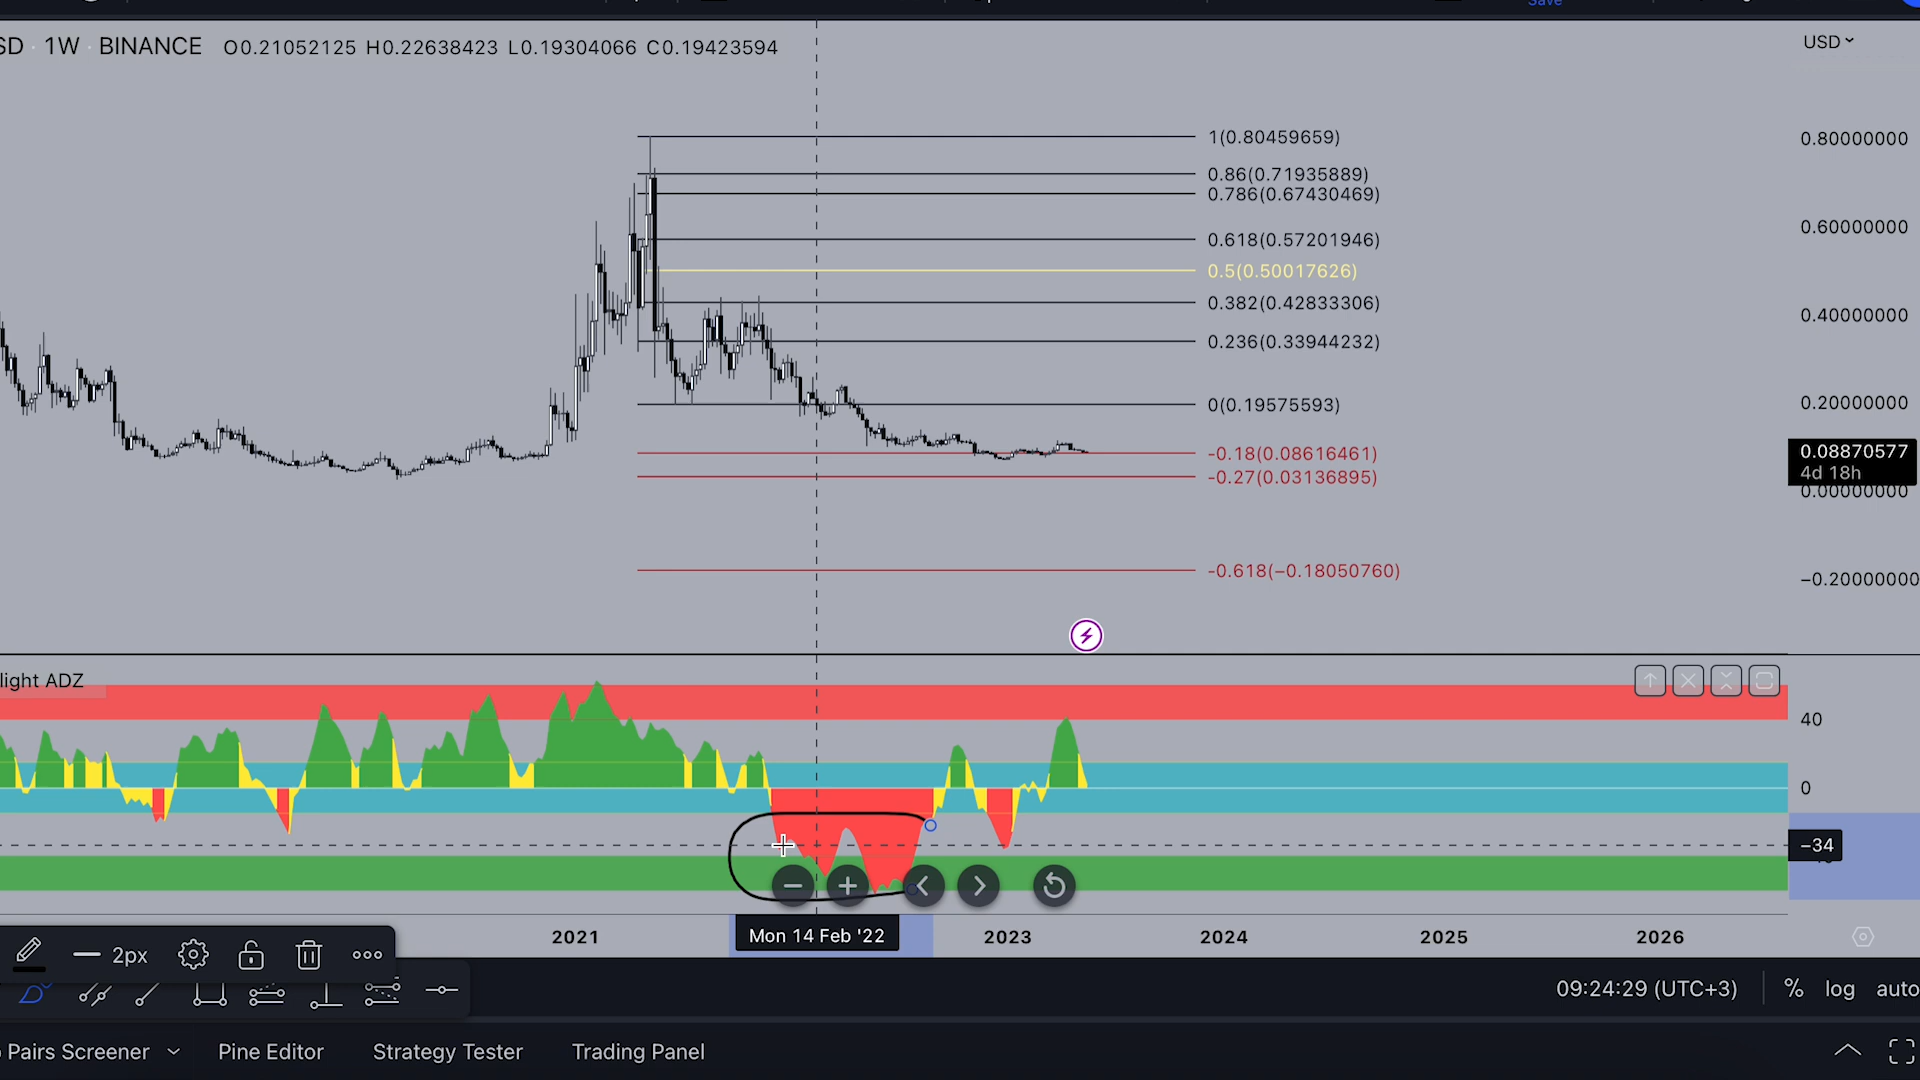 Save
SD · 1W · BINANCE O0.21052125 H0.22638423 L0.19304066 C0.19423594
USD
1(0.80459659)
0.86(0.71935889)
0.786(0.67430469)
0.618(0.57201946)
0.5(0.50017626)
0.382(0.42833306)
0.236(0.33944232)
0(0.19575593)
-0.18(0.08616461)
-0.27(0.03136895)
-0.618(−0.18050760)
0.80000000
0.60000000
0.40000000
0.20000000
0.08870577
4d 18h
0.00000000
−0.20000000
light ADZ
40
0
−34
2021
Mon 14 Feb '22
2023
2024
2025
2026
2px
09:24:29 (UTC+3)
%
log
auto
Pairs Screener
Pine Editor
Strategy Tester
Trading Panel